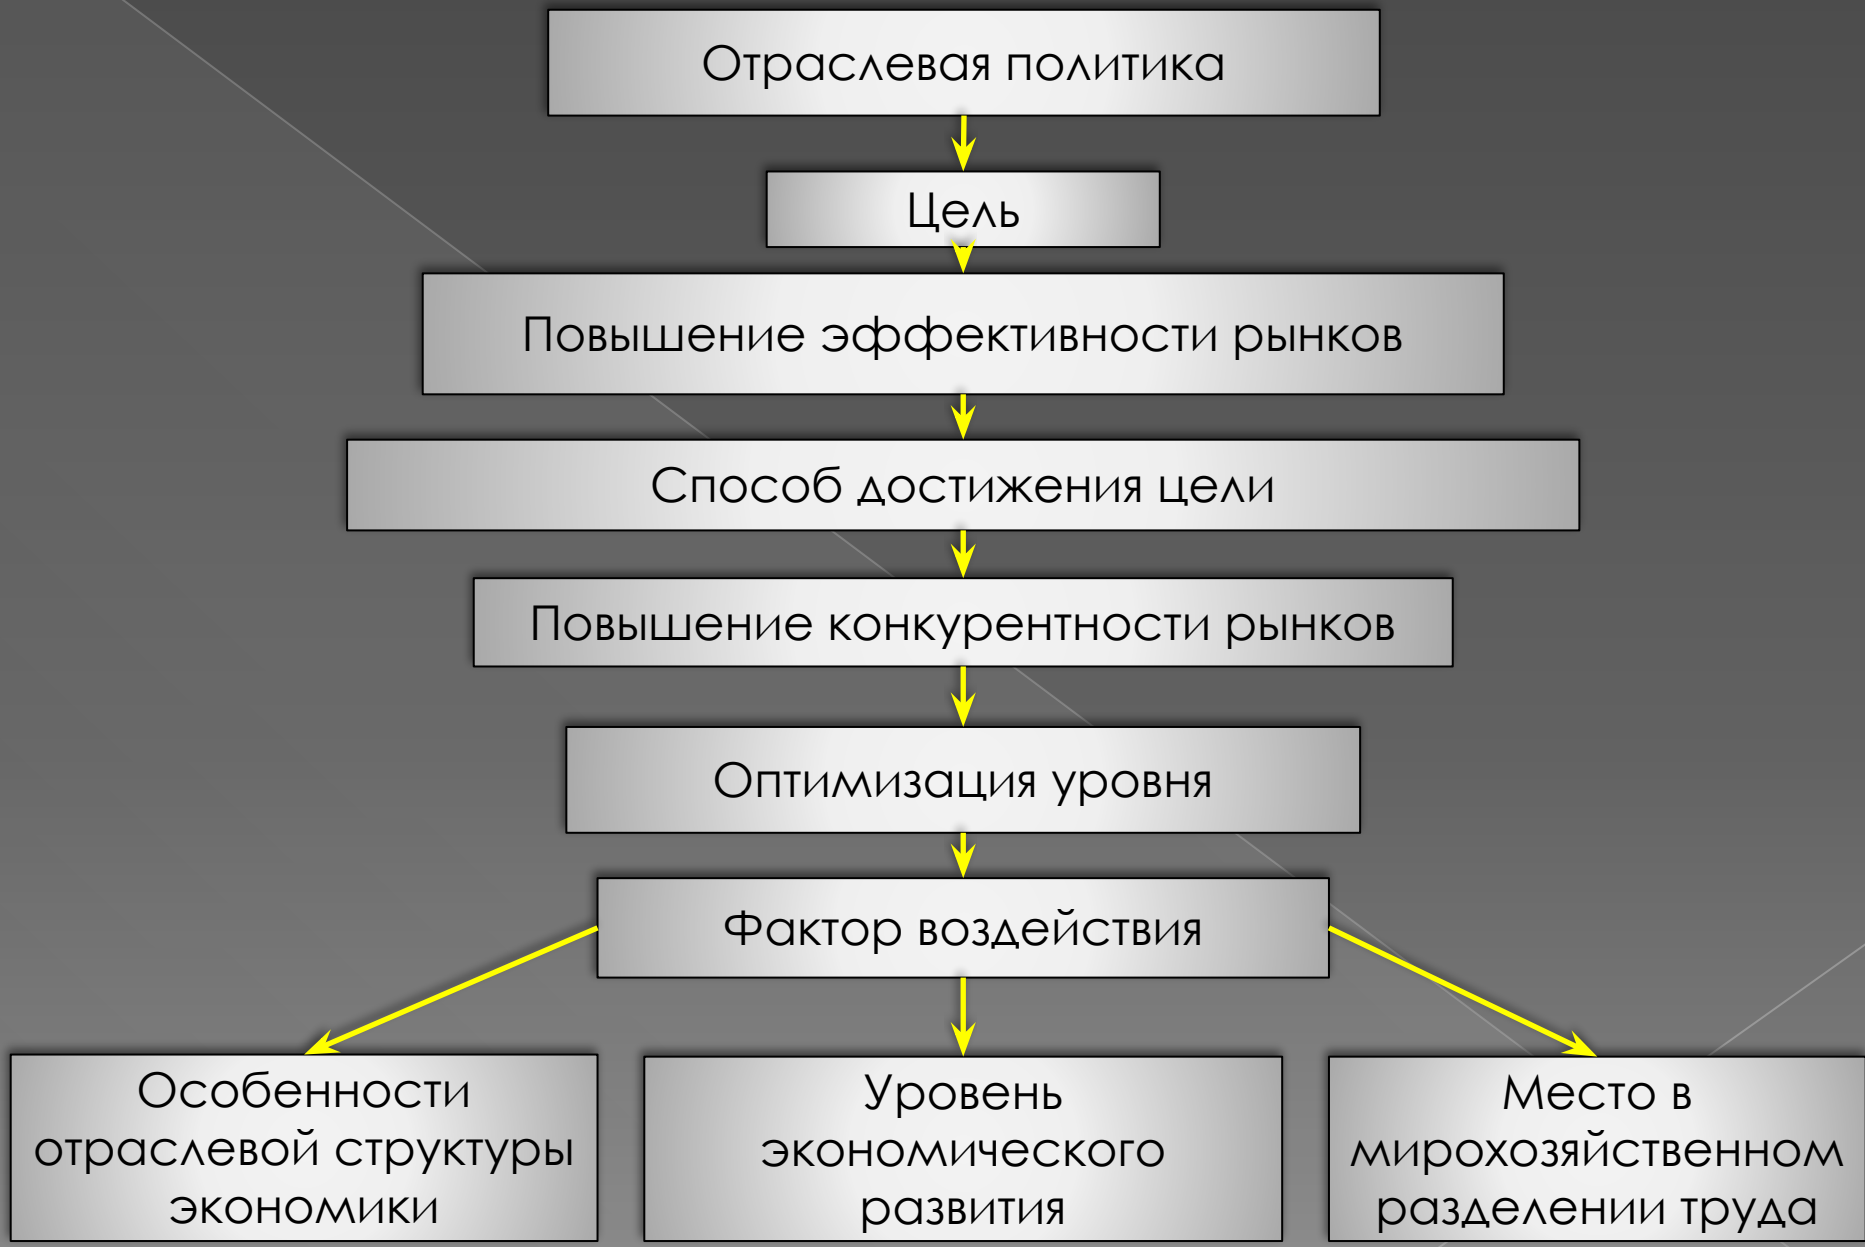 Отраслевая политика
Цель
Повышение эффективности рынков
Способ достижения цели
Повышение конкурентности рынков
Оптимизация уровня
Фактор воздействия
Особенности
отраслевой структуры
экономики
Уровень
экономического
развития
Место в
мирохозяйственном
разделении труда